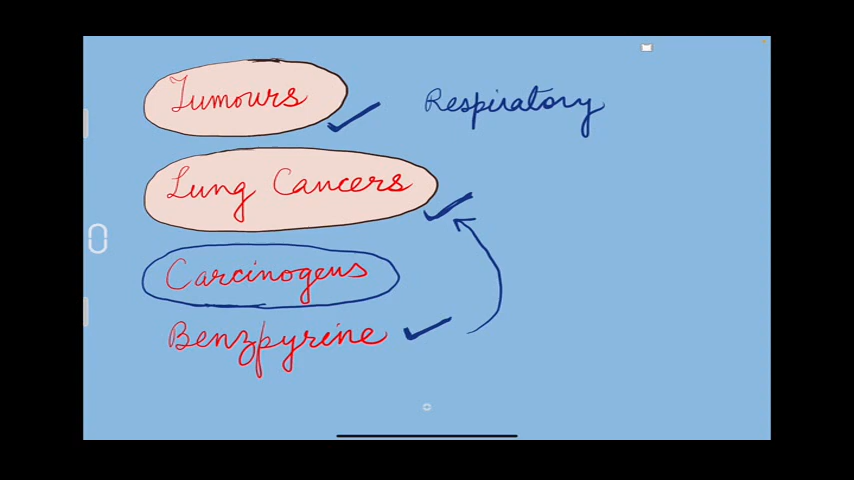 Tumours Respiratory
Lung Cancers
Carcinogens
Benzpyrine